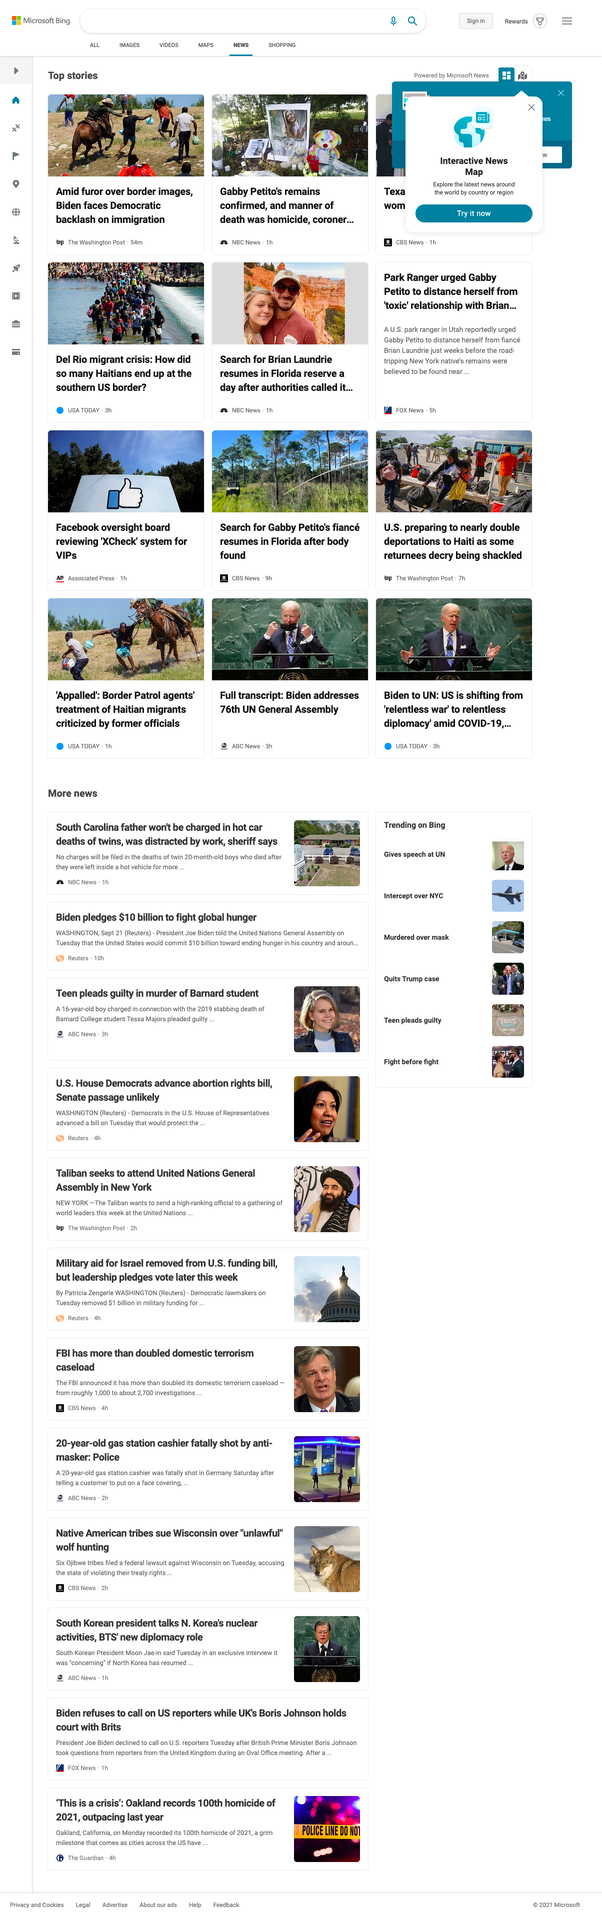 Microsoft Bing
Sign in
Rewards
ALL
IMAGES
VIDEOS
MAPS
NEWS
SHOPPING
Top stories
Powered by Microsoft News
Interactive News
Map
Explore the latest news around
the world by country or region
Try it now
Amid furor over border images,
Biden faces Democratic
backlash on immigration
wp The Washington Post · 54m
Gabby Petito's remains
confirmed, and manner of
death was homicide, coroner...
NBC News · 1h
Texa
wom
CBS News · 1h
Del Rio migrant crisis: How did
so many Haitians end up at the
southern US border?
USA TODAY · 3h
Search for Brian Laundrie
resumes in Florida reserve a
day after authorities called it...
NBC News · 1h
Park Ranger urged Gabby
Petito to distance herself from
'toxic' relationship with Brian...
A U.S. park ranger in Utah reportedly urged
Gabby Petito to distance herself from fiancé
Brian Laundrie just weeks before the road-
tripping New York native's remains were
believed to be found near ...
FOX News · 5h
Facebook oversight board
reviewing 'XCheck' system for
VIPs
AP Associated Press · 1h
Search for Gabby Petito's fiancé
resumes in Florida after body
found
CBS News · 9h
U.S. preparing to nearly double
deportations to Haiti as some
returnees decry being shackled
wp The Washington Post · 7h
'Appalled': Border Patrol agents'
treatment of Haitian migrants
criticized by former officials
USA TODAY · 1h
Full transcript: Biden addresses
76th UN General Assembly
ABC News · 3h
Biden to UN: US is shifting from
'relentless war' to relentless
diplomacy' amid COVID-19,...
USA TODAY · 3h
More news
South Carolina father won't be charged in hot car
deaths of twins, was distracted by work, sheriff says
No charges will be filed in the deaths of twin 20-month-old boys who died after
they were left inside a hot vehicle for more ...
NBC News · 1h
Biden pledges $10 billion to fight global hunger
WASHINGTON, Sept 21 (Reuters) - President Joe Biden told the United Nations General Assembly on
Tuesday that the United States would commit $10 billion toward ending hunger in his country and aroun...
Reuters · 10h
Teen pleads guilty in murder of Barnard student
A 16-year-old boy charged in connection with the 2019 stabbing death of
Barnard College student Tessa Majors pleaded guilty ...
ABC News · 3h
U.S. House Democrats advance abortion rights bill,
Senate passage unlikely
WASHINGTON (Reuters) - Democrats in the U.S. House of Representatives
advanced a bill on Tuesday that would protect the ...
Reuters · 4h
Taliban seeks to attend United Nations General
Assembly in New York
NEW YORK —The Taliban wants to send a high-ranking official to a gathering of
world leaders this week at the United Nations ...
wp The Washington Post · 2h
Military aid for Israel removed from U.S. funding bill,
but leadership pledges vote later this week
By Patricia Zengerle WASHINGTON (Reuters) - Democratic lawmakers on
Tuesday removed $1 billion in military funding for ...
Reuters · 4h
FBI has more than doubled domestic terrorism
caseload
The FBI announced it has more than doubled its domestic terrorism caseload —
from roughly 1,000 to about 2,700 investigations ...
CBS News · 4h
20-year-old gas station cashier fatally shot by anti-
masker: Police
A 20-year-old gas station cashier was fatally shot in Germany Saturday after
telling a customer to put on a face covering, ...
ABC News · 2h
Native American tribes sue Wisconsin over "unlawful"
wolf hunting
Six Ojibwe tribes filed a federal lawsuit against Wisconsin on Tuesday, accusing
the state of violating their treaty rights ...
CBS News · 2h
South Korean president talks N. Korea's nuclear
activities, BTS' new diplomacy role
South Korean President Moon Jae-in said Tuesday in an exclusive interview it
was "concerning" if North Korea has resumed ...
ABC News · 1h
Biden refuses to call on US reporters while UK's Boris Johnson holds
court with Brits
President Joe Biden declined to call on U.S. reporters Tuesday after British Prime Minister Boris Johnson
took questions from reporters from the United Kingdom during an Oval Office meeting. After a ...
FOX News · 1h
'This is a crisis': Oakland records 100th homicide of
2021, outpacing last year
Oakland, California, on Monday recorded its 100th homicide of 2021, a grim
milestone that comes as cities across the US have ...
The Guardian · 4h
POLICE LINE DO NOT
Trending on Bing
Gives speech at UN
Intercept over NYC
Murdered over mask
Quits Trump case
Teen pleads guilty
Fight before fight
Privacy and Cookies
Legal
Advertise
About our ads
Help
Feedback
© 2021 Microsoft